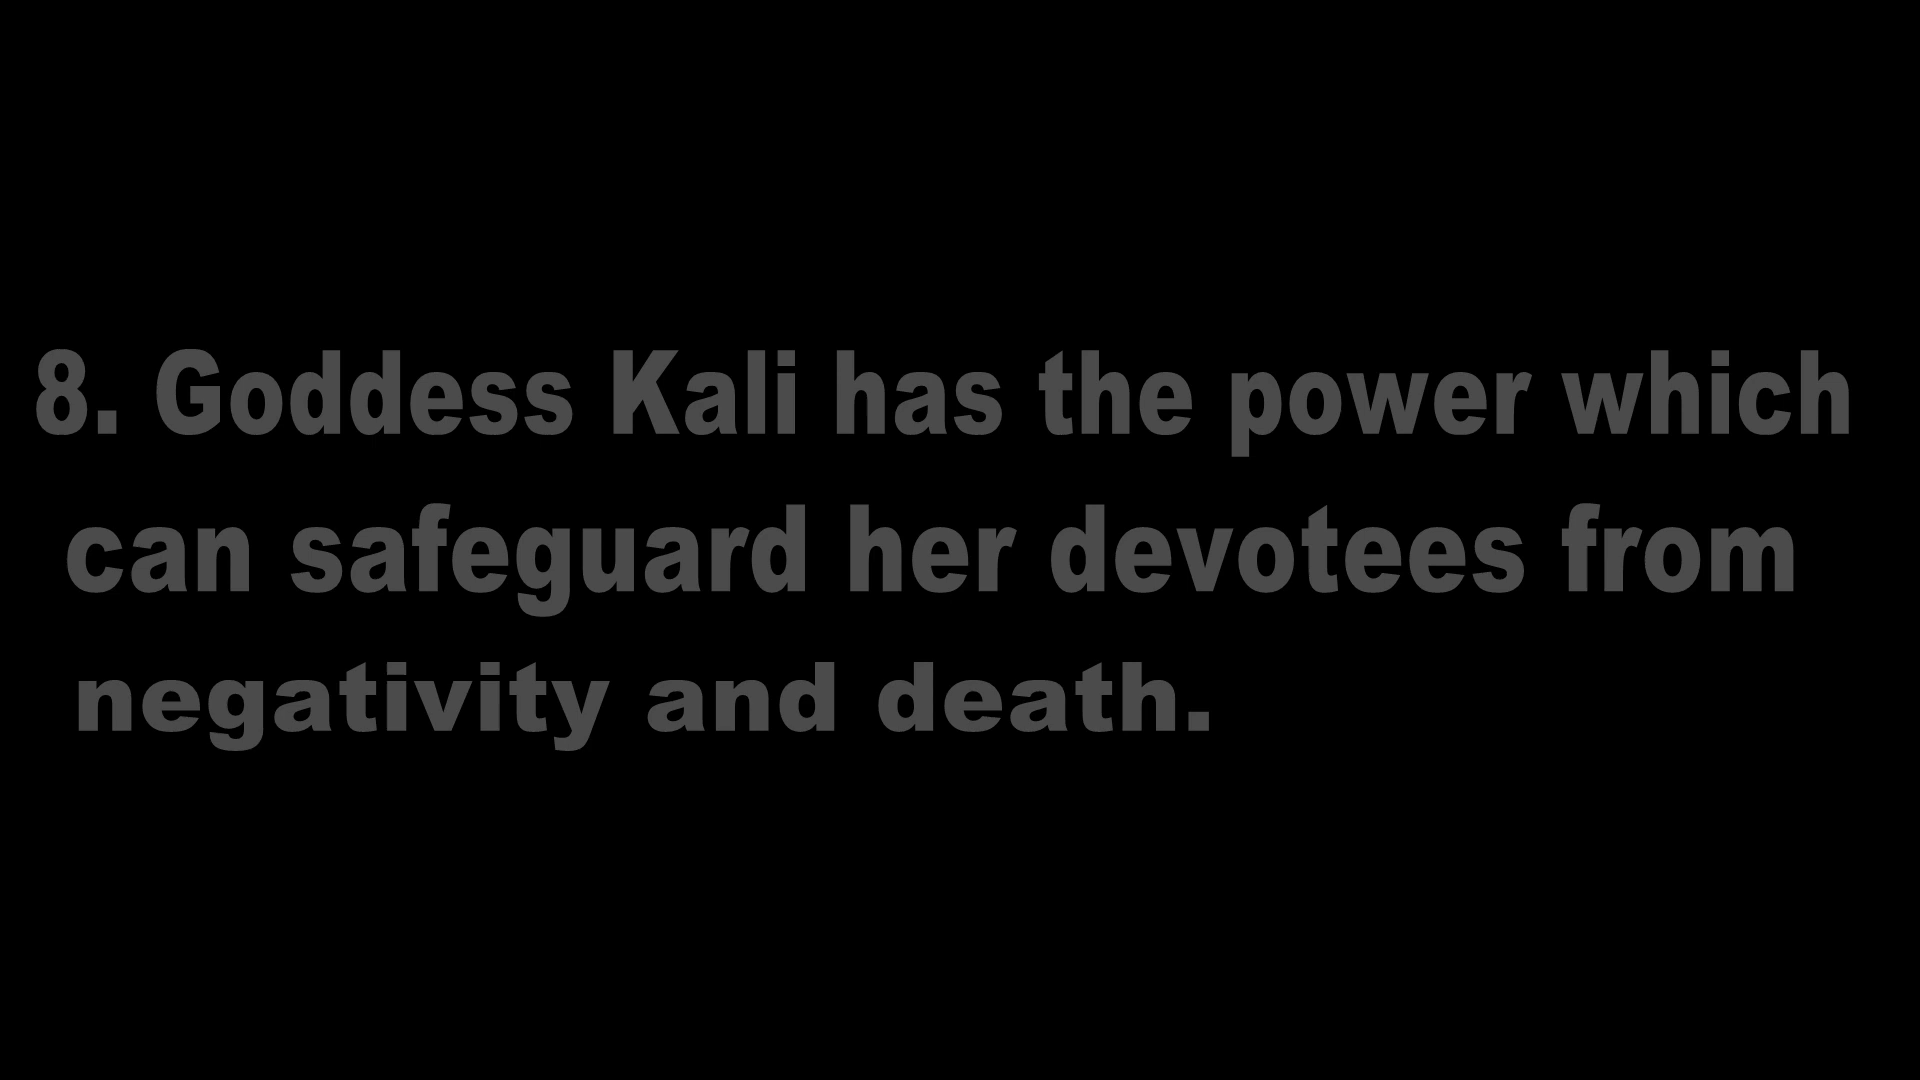 8. Goddess Kali has the power which
can safeguard her devotees from
negativity and death.